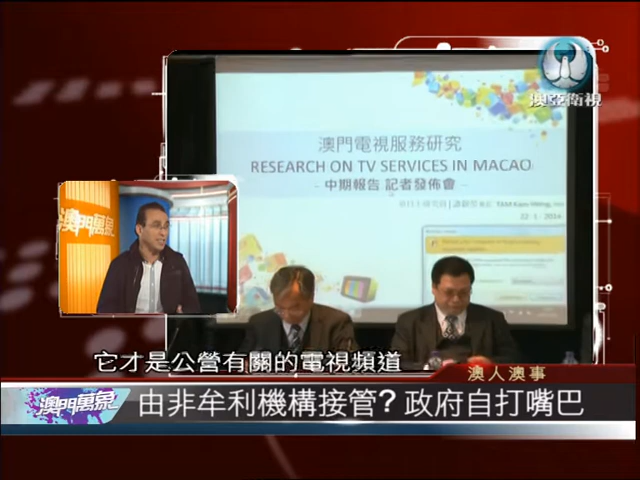 澳亞衛視
澳門電視服務研究
RESEARCH ON TV SERVICES IN MACAO
- 中期報告 記者發佈會 -
澳門萬象
它才是公營有關的電視頻道
澳人澳事
澳門萬象
由非牟利機構接管?政府自打嘴巴